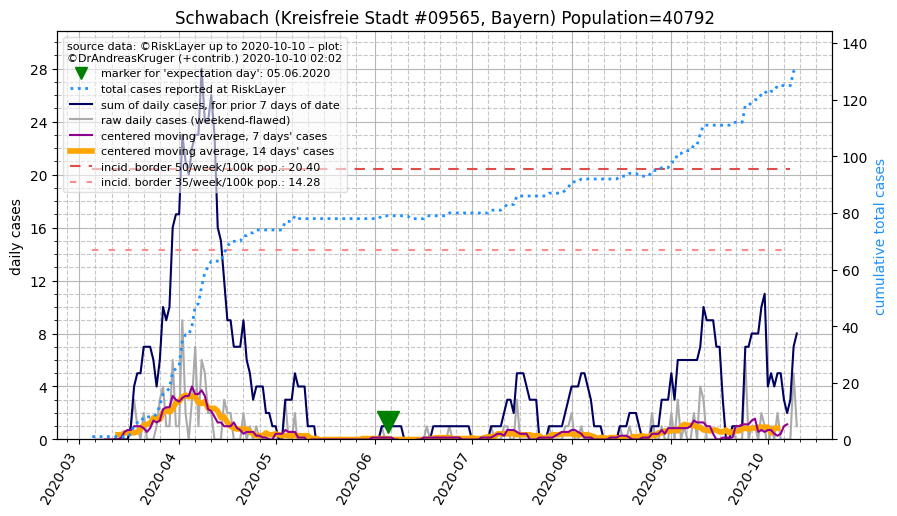 Schwabach (Kreisfreie Stadt #09565, Bayern) Population=40792
source data: ©RiskLayer up to 2020-10-10 – plot:
©DrAndreasKruger (+contrib.) 2020-10-10 02:02
marker for 'expectation day': 05.06.2020
total cases reported at RiskLayer
sum of daily cases, for prior 7 days of date
raw daily cases (weekend-flawed)
centered moving average, 7 days' cases
centered moving average, 14 days' cases
incid. border 50/week/100k pop.: 20.40
incid. border 35/week/100k pop.: 14.28
daily cases
28
24
20
16
12
8
4
0
cumulative total cases
140
120
100
80
60
40
20
0
2020-03
2020-04
2020-05
2020-06
2020-07
2020-08
2020-09
2020-10